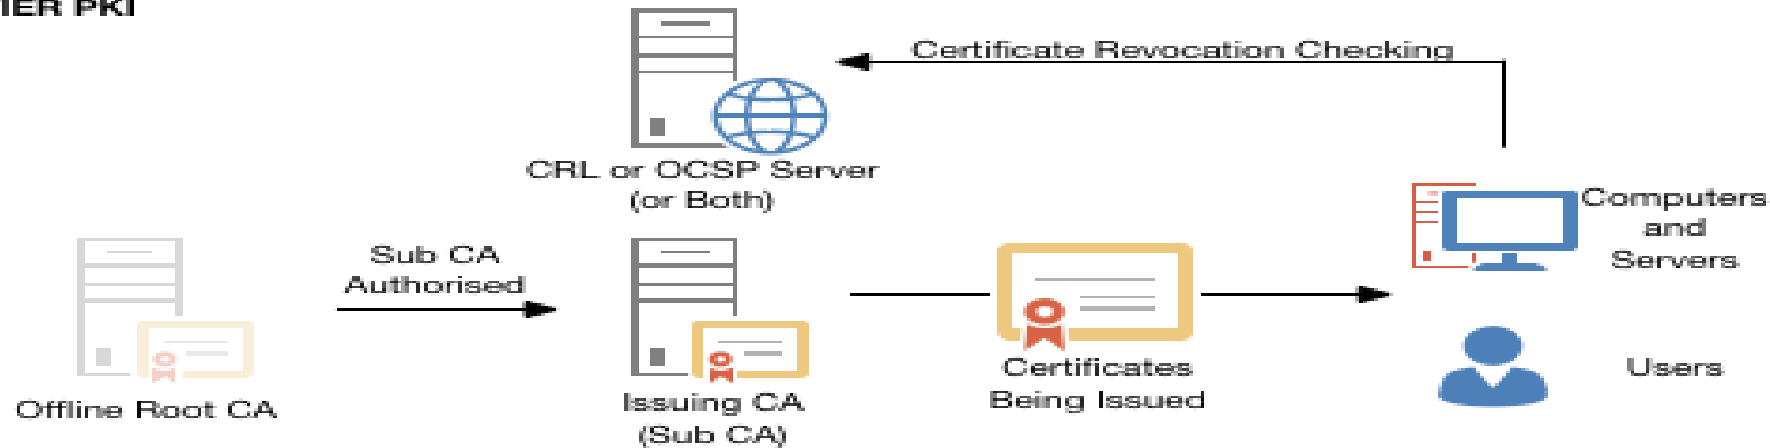 PKI
Certificate Revocation Checking
CRL or OCSP Server
(or Both)
Computers
and
Servers
Sub CA
Authorised
Certificates
Being Issued
Users
Offline Root CA
Issuing CA
(Sub CA)